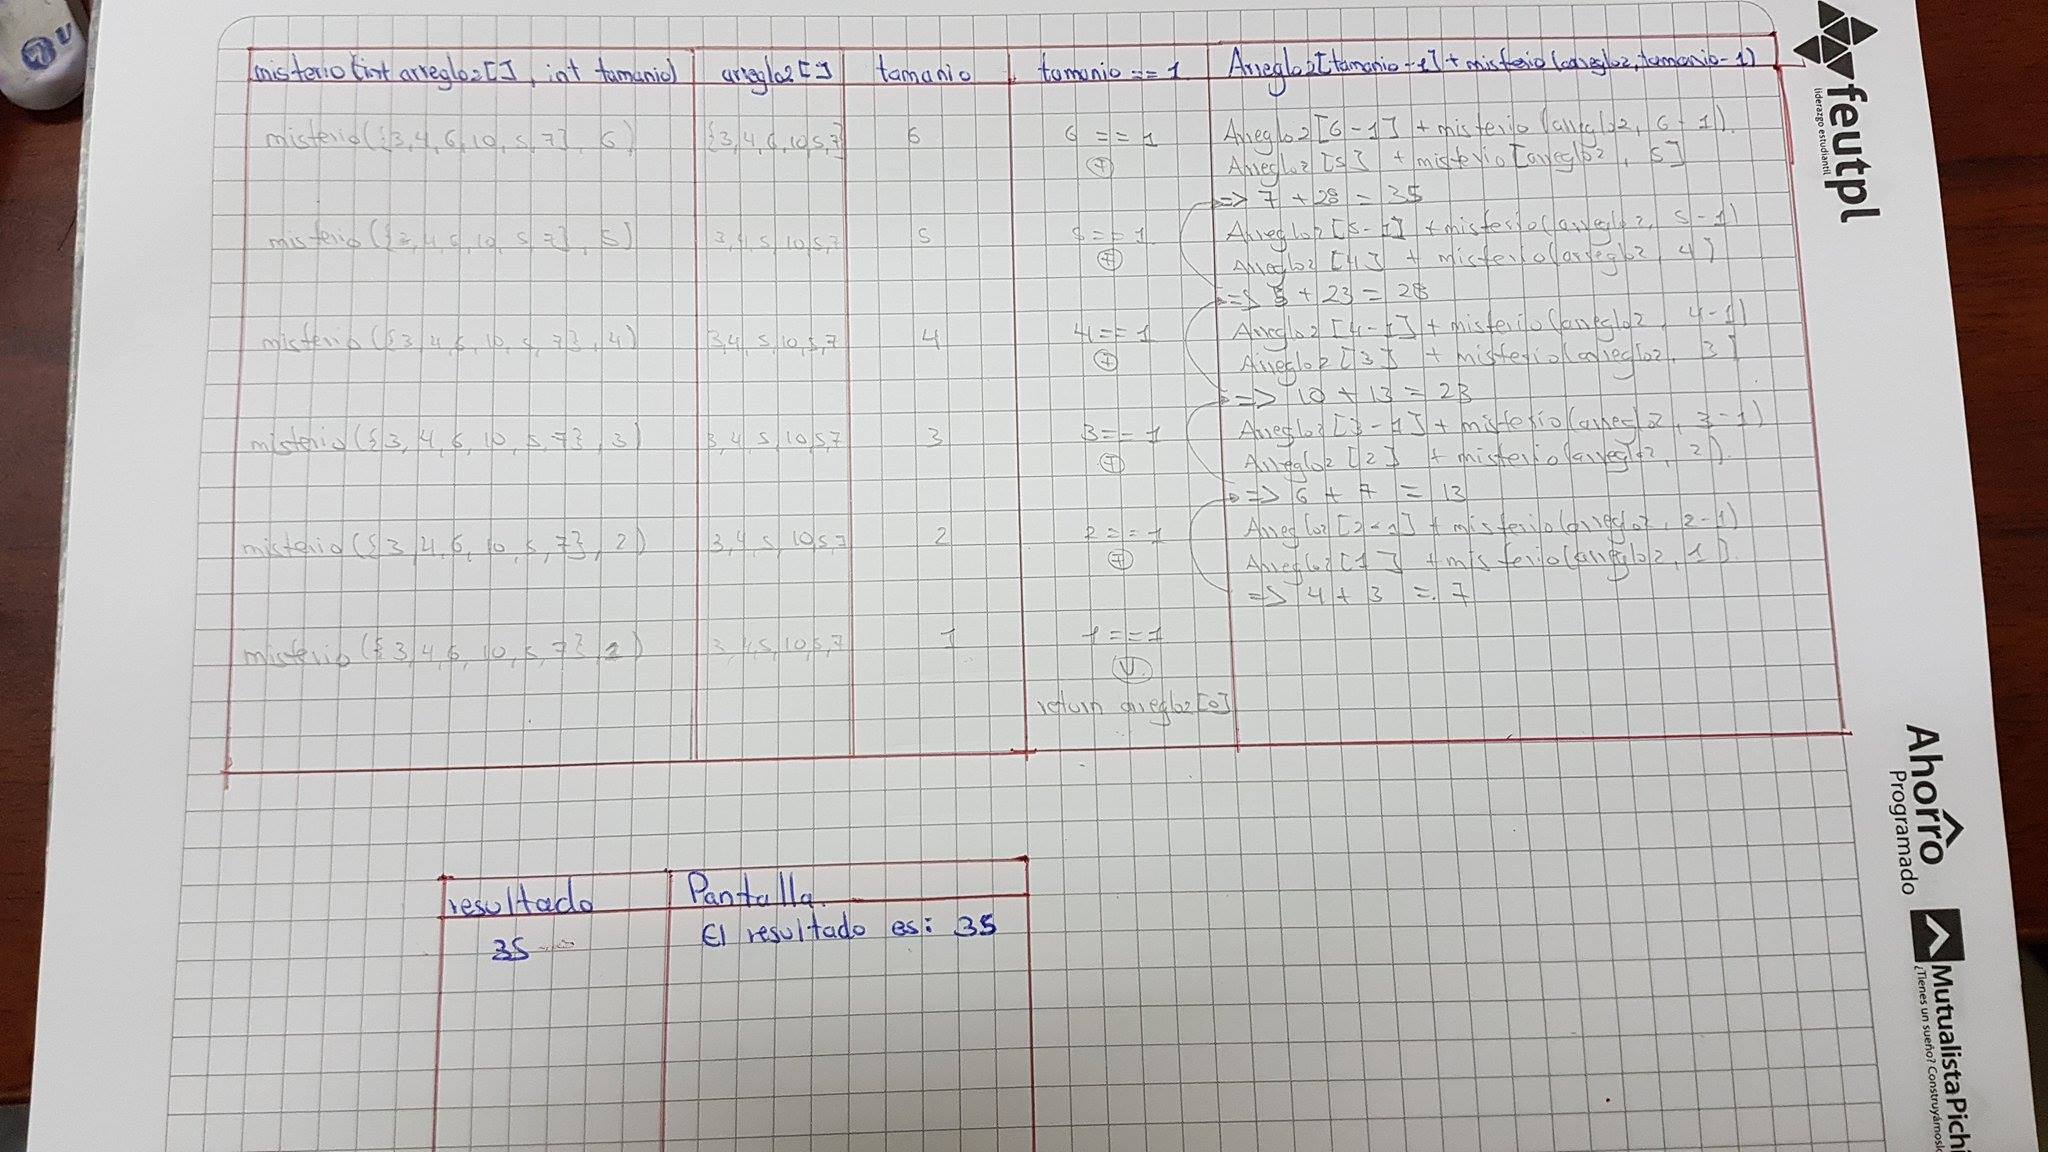 misterio (int arreglo2[], int tamanio) arreglo2[] tamanio tamanio == 1 Arreglo2[tamanio-1] + misterio(arreglo2, tamanio-1)
misterio({3,4,6,10,5,7}, 6) {3,4,6,10,5,7} 6 6 == 1 Arreglo2[6-1] + misterio (arreglo2, 6-1).
F Arreglo2[5] + misterio[arreglo2, 5]
=> 7 + 28 = 35
misterio({3,4,6,10,5,7}, 5) 3,4,5,10,5,7 5 5 == 1 Arreglo2[5-1] + misterio(arreglo2, 5-1)
F Arreglo2[4] + misterio(arreglo2, 4]
=> 5 + 23 = 28
misterio({3,4,6,10,5,7}, 4) 3,4,5,10,5,7 4 4 == 1 Arreglo2[4-1] + misterio(arreglo2, 4-1)
F Arreglo2[3] + misterio(arreglo2, 3]
=> 10 + 13 = 23
misterio({3,4,6,10,5,7}, 3) 3,4,5,10,5,7 3 3 == 1 Arreglo2[3-1] + misterio(arregl2, 3-1)
F Arreglo2[2] + misterio(arregl2, 2).
=> 6 + 7 = 13
misterio({3,4,6,10,5,7}, 2) 3,4,5,10,5,7 2 2 == 1 Arreglo2[2-1] + misterio(arreglo2, 2-1)
F Arreglo2[1] + misterio(arreglo2, 1).
=> 4 + 3 = 7
misterio({3,4,6,10,5,7} ) 3,4,5,10,5,7 1 1 == 1
V
return arreglo2[0]
resultado Pantalla.
35 El resultado es: 35
feutpl
liderazgo estudiantil
Ahorro
Programado
MutualistaPichi
¿Tienes un sueño?